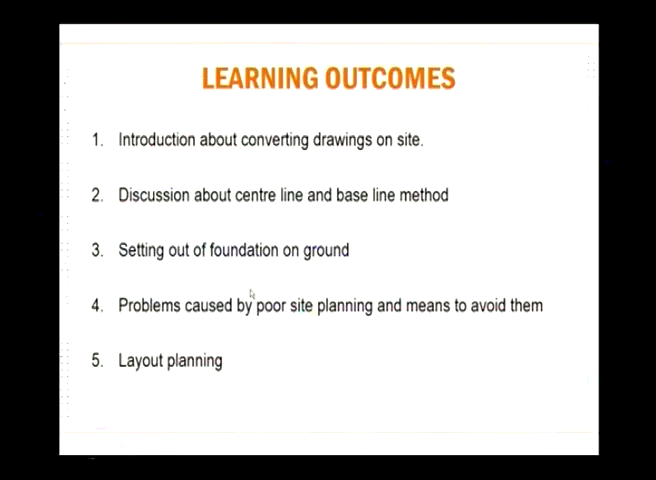 LEARNING OUTCOMES
1. Introduction about converting drawings on site.
2. Discussion about centre line and base line method
3. Setting out of foundation on ground
4. Problems caused by poor site planning and means to avoid them
5. Layout planning